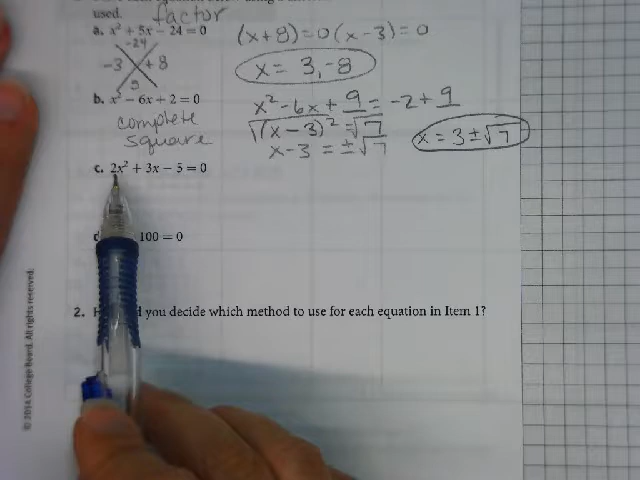 used. factor
a. x² + 5x − 24 = 0 (x+8)=0(x−3)=0
-24
-3 +8
x = 3, -8
b. x² − 6x + 2 = 0 x² - 6x + 9 = -2 + 9
complete √(x-3)² = √7 x = 3 ± √7
square x-3 = ±√7
c. 2x² + 3x − 5 = 0
100 = 0
2. you decide which method to use for each equation in Item 1?
© 2014 College Board. All rights reserved.